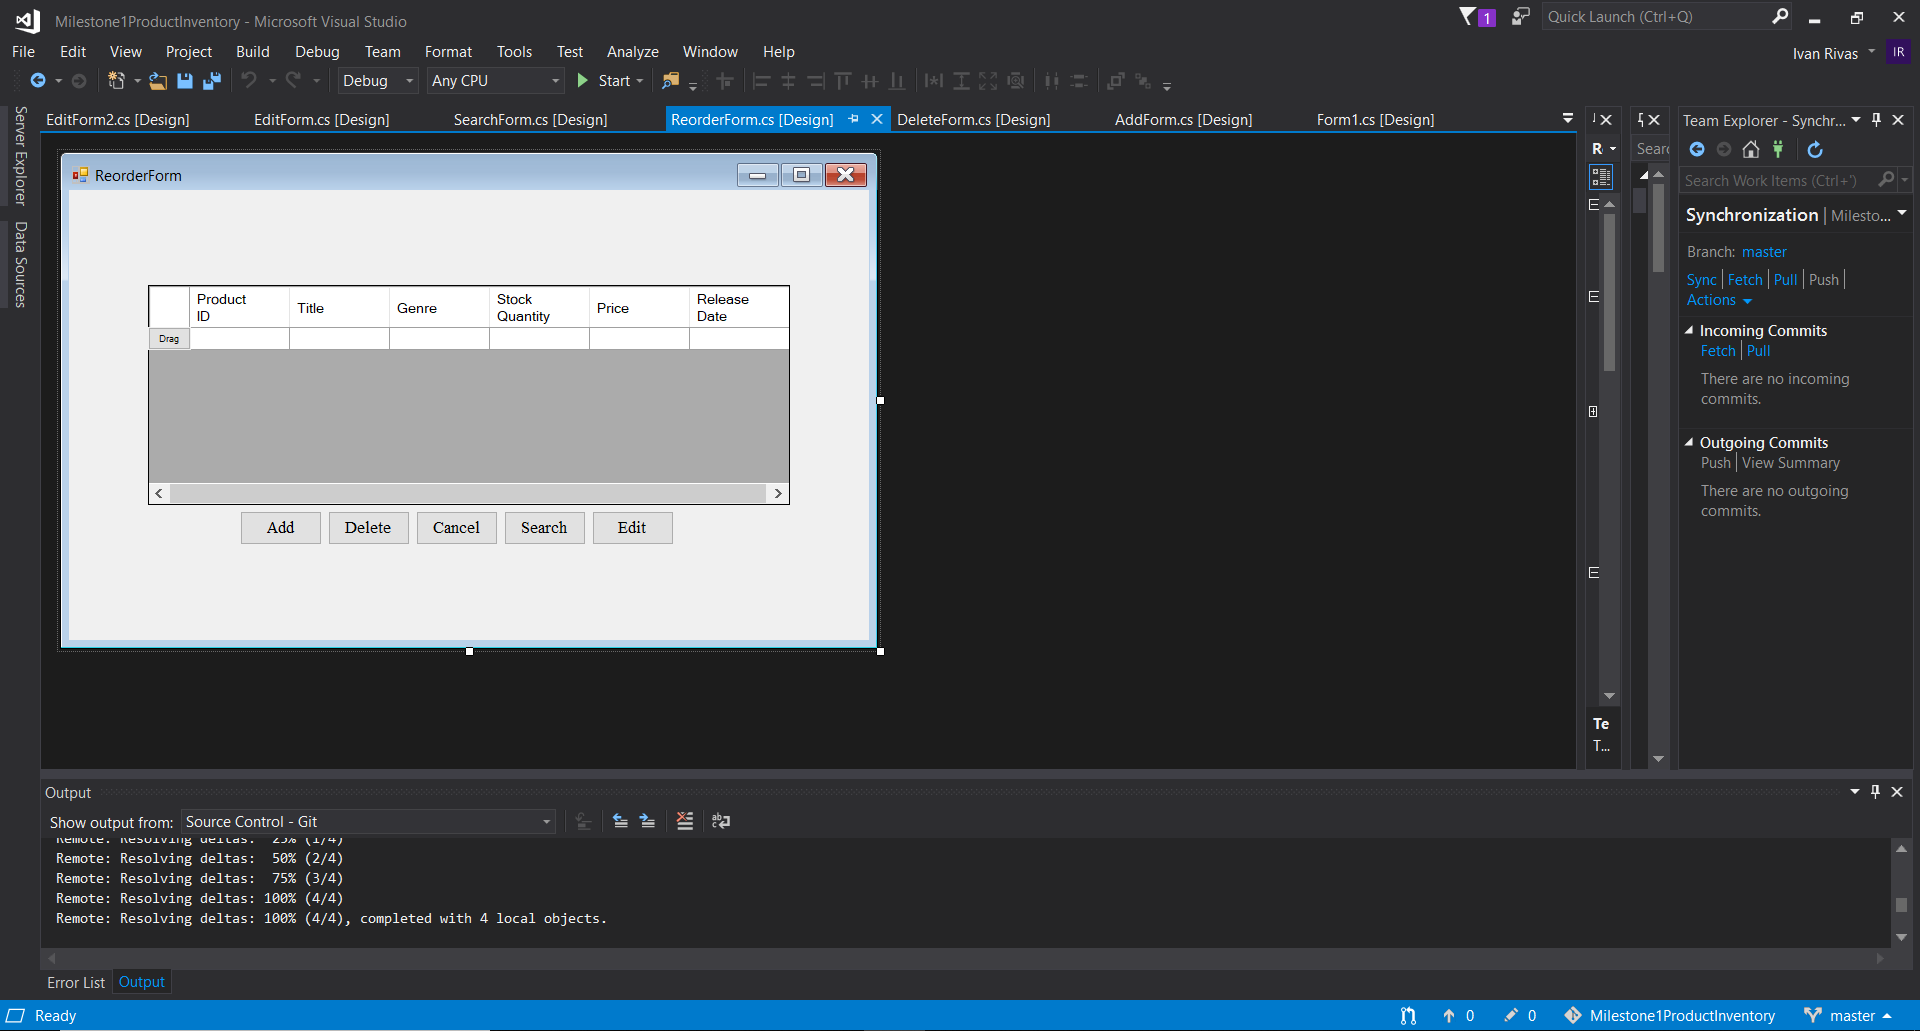 Milestone1ProductInventory - Microsoft Visual Studio
1
Quick Launch (Ctrl+Q)
File Edit View Project Build Debug Team Format Tools Test Analyze Window Help
Ivan Rivas IR
Debug Any CPU Start
Server Explorer
Data Sources
EditForm2.cs [Design] EditForm.cs [Design] SearchForm.cs [Design] ReorderForm.cs [Design] DeleteForm.cs [Design] AddForm.cs [Design] Form1.cs [Design]
ReorderForm
Product ID
Title
Genre
Stock Quantity
Price
Release Date
Drag
Add Delete Cancel Search Edit
R
Te
T...
Sear
Team Explorer - Synchr...
Search Work Items (Ctrl+')
Synchronization | Milesto...
Branch: master
Sync | Fetch | Pull | Push |
Actions
Incoming Commits
Fetch | Pull
There are no incoming
commits.
Outgoing Commits
Push | View Summary
There are no outgoing
commits.
Output
Show output from: Source Control - Git
Remote: Resolving deltas: 25% (1/4)
Remote: Resolving deltas: 50% (2/4)
Remote: Resolving deltas: 75% (3/4)
Remote: Resolving deltas: 100% (4/4)
Remote: Resolving deltas: 100% (4/4), completed with 4 local objects.
Error List Output
Ready
0 0 Milestone1ProductInventory master